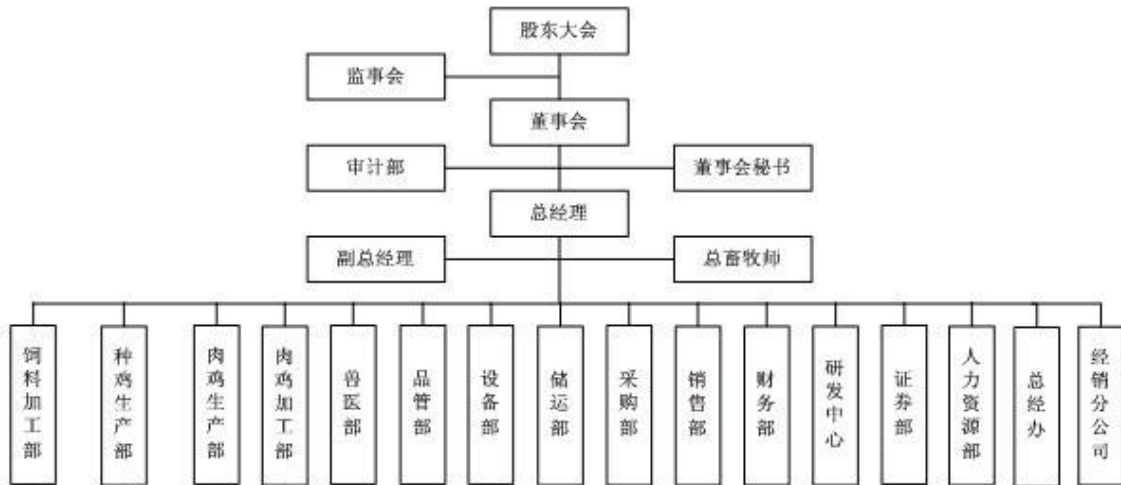 股东大会
监事会
董事会
审计部
董事会秘书
总经理
副总经理
总畜牧师
饲料加工部
种鸡生产部
肉鸡生产部
肉鸡加工部
兽医部
品管部
设备部
储运部
采购部
销售部
财务部
研发中心
证券部
人力资源部
总经办
经销分公司